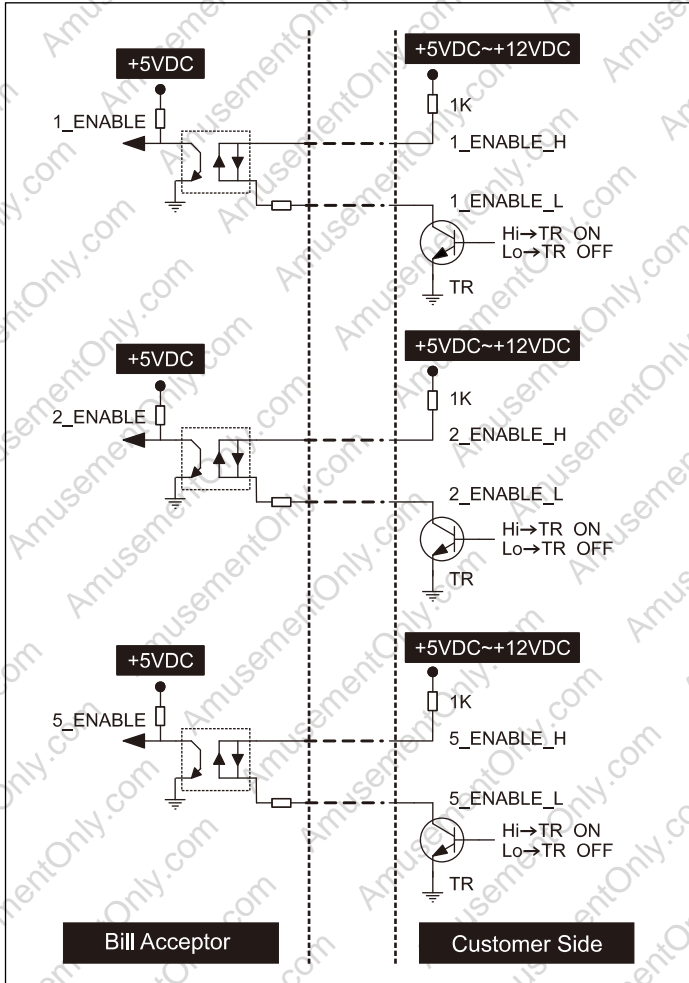 +5VDC
+5VDC~+12VDC
1K
1_ENABLE
1_ENABLE_H
1_ENABLE_L
Hi→TR ON
Lo→TR OFF
TR
+5VDC
+5VDC~+12VDC
1K
2_ENABLE
2_ENABLE_H
2_ENABLE_L
Hi→TR ON
Lo→TR OFF
TR
+5VDC
+5VDC~+12VDC
1K
5_ENABLE
5_ENABLE_H
5_ENABLE_L
Hi→TR ON
Lo→TR OFF
TR
Bill Acceptor
Customer Side
AmusementOnly.com